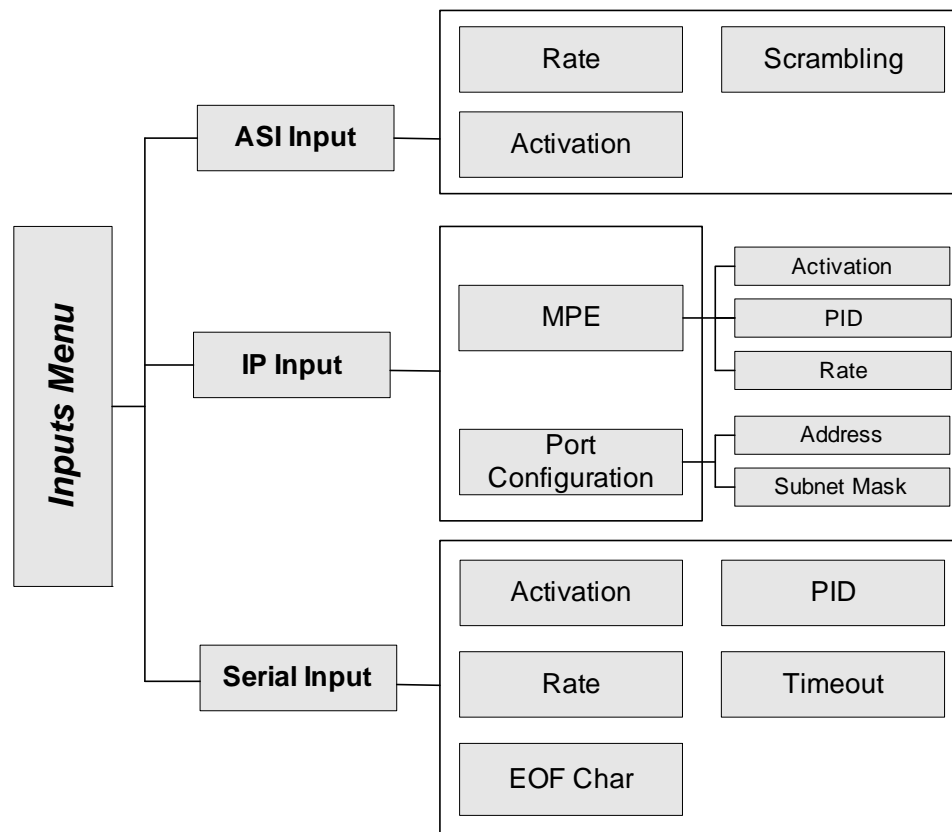 Inputs Menu
ASI Input
Rate
Scrambling
Activation
IP Input
MPE
Activation
PID
Rate
Port
Configuration
Address
Subnet Mask
Serial Input
Activation
PID
Rate
Timeout
EOF Char